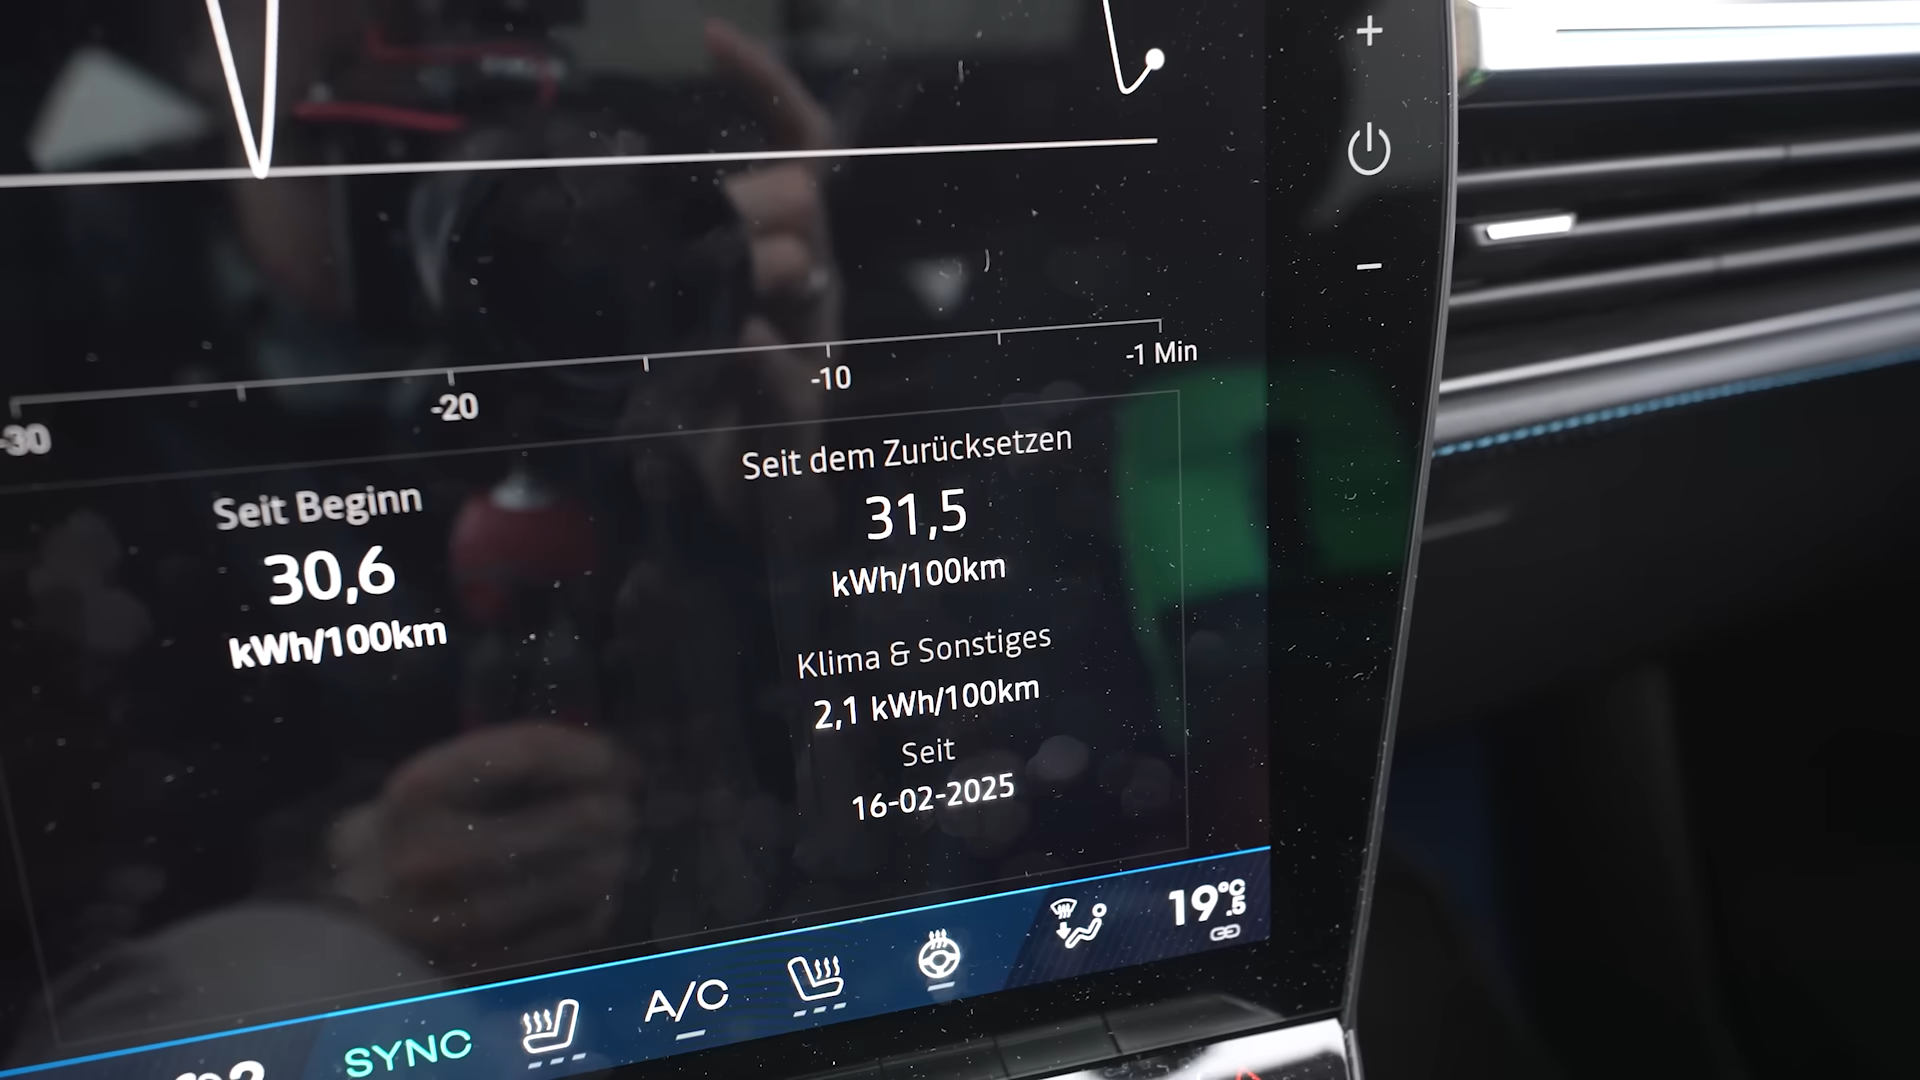 -30
-20
-10
-1 Min
Seit Beginn
30,6
kWh/100km
Seit dem Zurücksetzen
31,5
kWh/100km
Klima & Sonstiges
2,1 kWh/100km
Seit
16-02-2025
SYNC
A/C
19.5°C